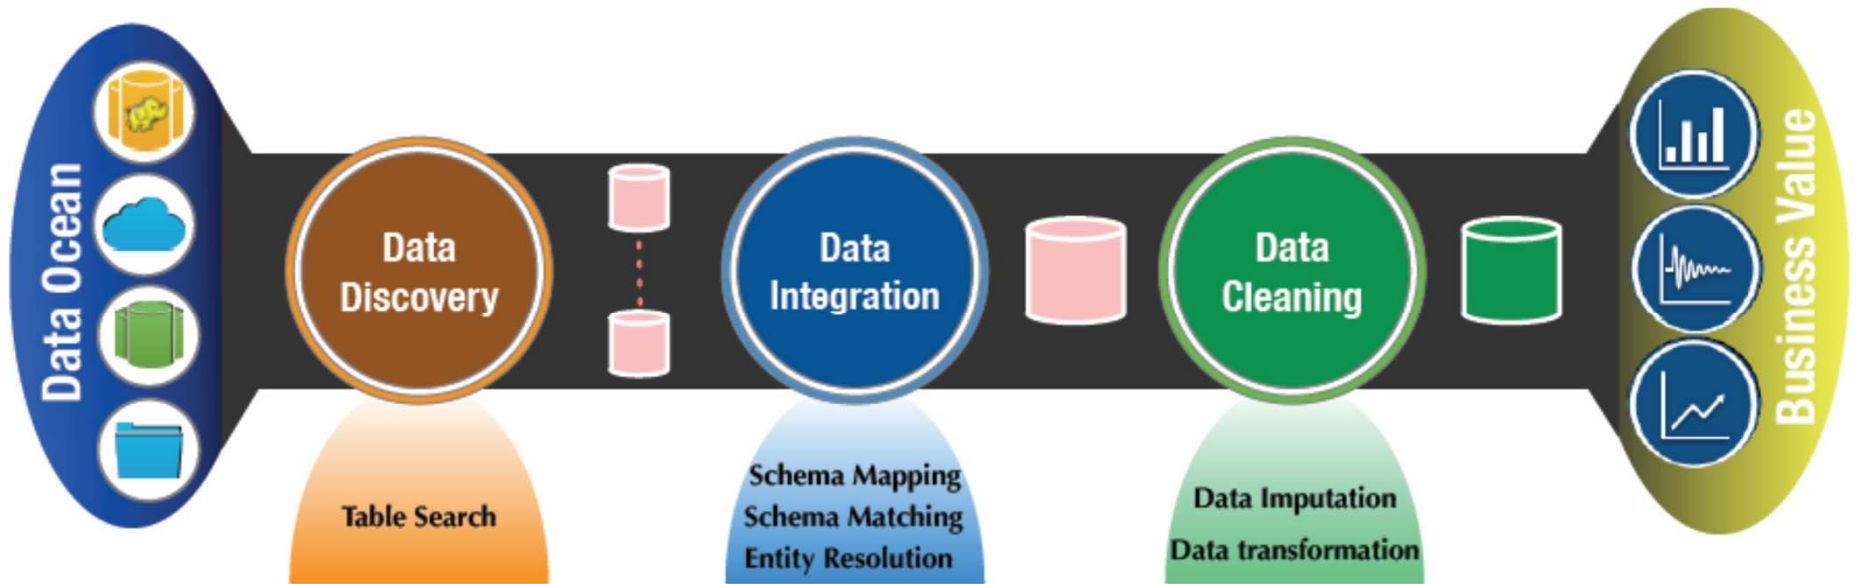 Data Ocean
Data
Discovery
Data
Integration
Data
Cleaning
Business Value
Table Search
Schema Mapping
Schema Matching
Entity Resolution
Data Imputation
Data transformation